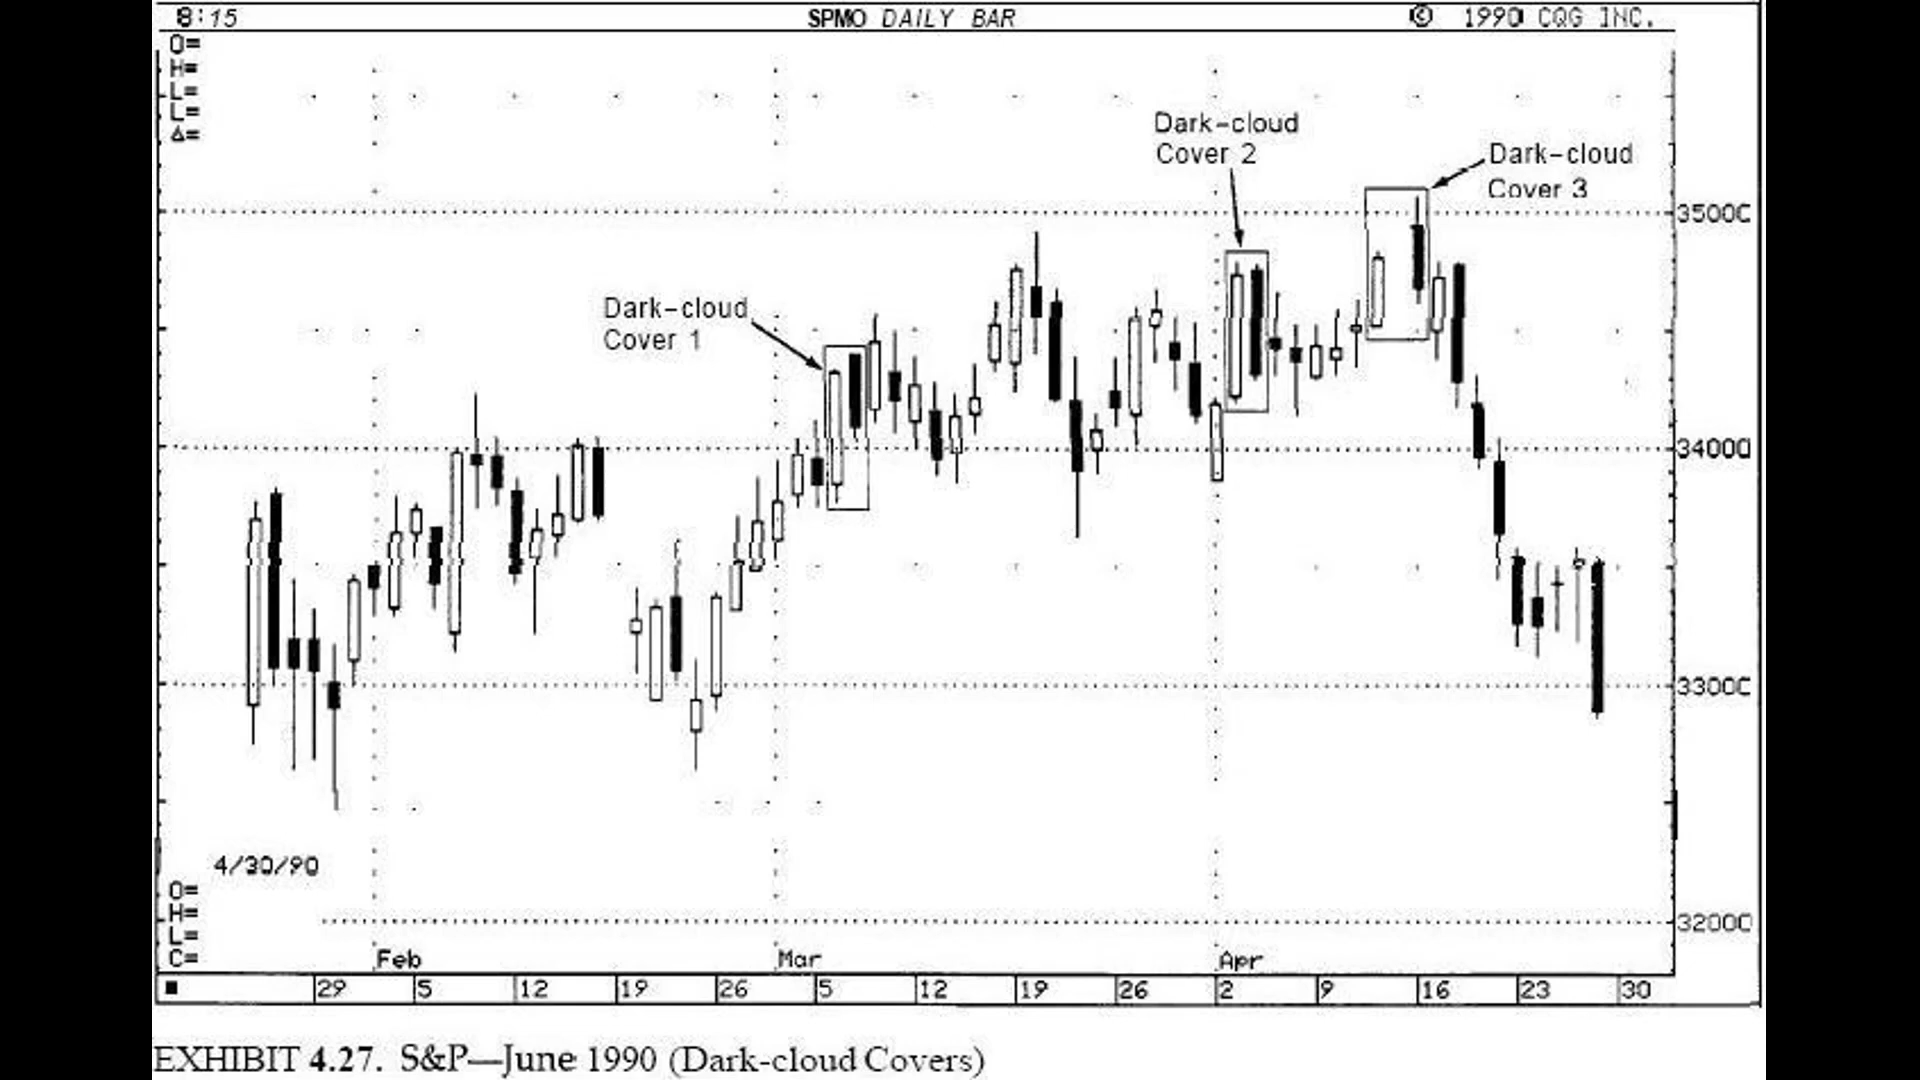 8:15 SPMO DAILY BAR © 1990 CQG INC.
O=
H=
L=
L=
Δ=
Dark-cloud
Cover 2
Dark-cloud
Cover 3
35000
Dark-cloud
Cover 1
34000
33000
4/30/90
O=
H=
L=
C=
32000
Feb Mar Apr
29 5 12 19 26 5 12 19 26 2 9 16 23 30
EXHIBIT 4.27. S&P—June 1990 (Dark-cloud Covers)